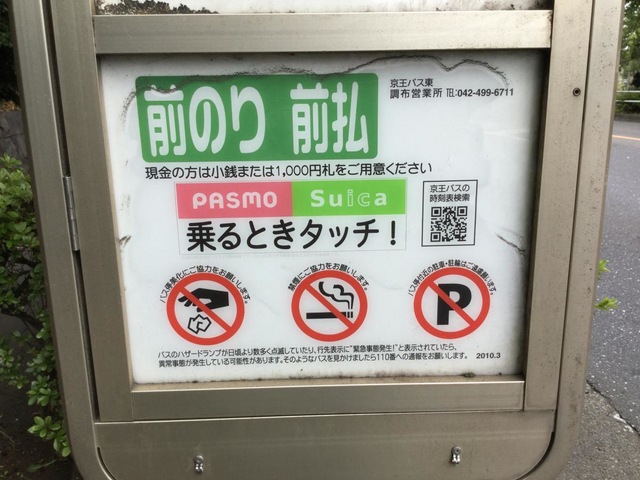 前のり 前払
京王バス東
調布営業所 TEL:042-499-6711
現金の方は小銭または1,000円札をご用意ください
PASMO Suica
乗るときタッチ!
京王バスの
時刻表検索
バス停美化にご協力をお願いします。
禁煙にご協力をお願いします。
バス停付近の駐車・駐輪はご遠慮願います。
P
バスのハザードランプが日頃より数多く点滅していたり、行先表示に"緊急事態発生!"と表示されていたら、
異常事態が発生している可能性があります。そのようなバスを見かけましたら110番への通報をお願いします。 2010.3